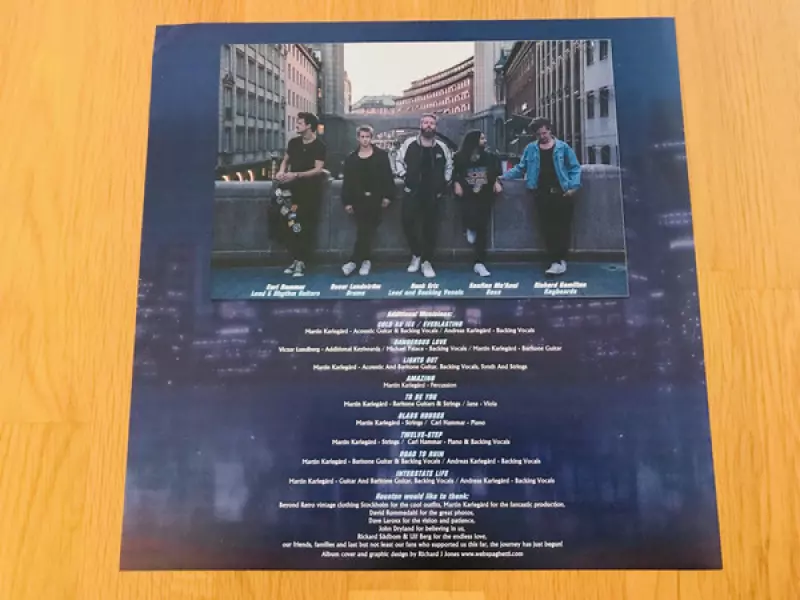 Carl Hammar Oscar Lundström Hank Erix Soufian Ma'Aoui Richard Hamilton
Lead & Rhythm Guitars Drums Lead and Backing Vocals Bass Keyboards
Additional Musicians:
COLD AS ICE / EVERLASTING
Martin Karlegård - Acoustic Guitar & Backing Vocals / Andreas Karlegård - Backing Vocals
DANGEROUS LOVE
Victor Lundberg - Additional Keyboards / Michael Palace - Backing Vocals / Martin Karlegård - Baritone Guitar
LIGHTS OUT
Martin Karlegård - Acoustic And Baritone Guitar, Backing Vocals, Synth And Strings
AMAZING
Martin Karlegård - Percussion
TO BE YOU
Martin Karlegård - Baritone Guitars & Strings / Jane - Viola
GLASS HOUSES
Martin Karlegård - Strings / Carl Hammar - Piano
TWELVE-STEP
Martin Karlegård - Strings / Carl Hammar - Piano & Backing Vocals
ROAD TO RUIN
Martin Karlegård - Baritone Guitar & Backing Vocals / Andreas Karlegård - Backing Vocals
INTERSTATE LIFE
Martin Karlegård - Guitar And Baritone Guitar, Backing Vocals / Andreas Karlegård - Backing Vocals
Houston would like to thank:
Beyond Retro vintage clothing Stockholm for the cool outfits, Martin Karlegård for the fantastic production,
David Rommedahl for the great photos,
Dave Leroxx for the vision and patience,
John Dryland for believing in us,
Rickard Sädbom & Ulf Berg for the endless love,
our friends, families and last but not least our fans who supported us this far, the journey has just begun!
Album cover and graphic design by Richard J Jones www.webspaghetti.com